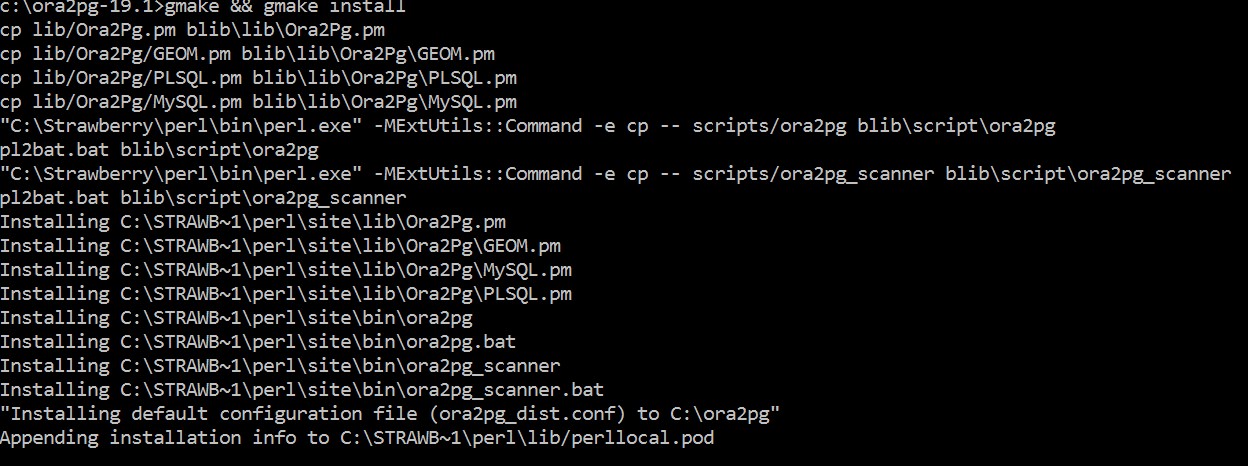 c:\ora2pg-19.1>gmake && gmake install
cp lib/Ora2Pg.pm blib\lib\Ora2Pg.pm
cp lib/Ora2Pg/GEOM.pm blib\lib\Ora2Pg\GEOM.pm
cp lib/Ora2Pg/PLSQL.pm blib\lib\Ora2Pg\PLSQL.pm
cp lib/Ora2Pg/MySQL.pm blib\lib\Ora2Pg\MySQL.pm
"C:\Strawberry\perl\bin\perl.exe" -MExtUtils::Command -e cp -- scripts/ora2pg blib\script\ora2pg
pl2bat.bat blib\script\ora2pg
"C:\Strawberry\perl\bin\perl.exe" -MExtUtils::Command -e cp -- scripts/ora2pg_scanner blib\script\ora2pg_scanner
pl2bat.bat blib\script\ora2pg_scanner
Installing C:\STRAWB~1\perl\site\lib\Ora2Pg.pm
Installing C:\STRAWB~1\perl\site\lib\Ora2Pg\GEOM.pm
Installing C:\STRAWB~1\perl\site\lib\Ora2Pg\MySQL.pm
Installing C:\STRAWB~1\perl\site\lib\Ora2Pg\PLSQL.pm
Installing C:\STRAWB~1\perl\site\bin\ora2pg
Installing C:\STRAWB~1\perl\site\bin\ora2pg.bat
Installing C:\STRAWB~1\perl\site\bin\ora2pg_scanner
Installing C:\STRAWB~1\perl\site\bin\ora2pg_scanner.bat
"Installing default configuration file (ora2pg_dist.conf) to C:\ora2pg"
Appending installation info to C:\STRAWB~1\perl\lib/perllocal.pod